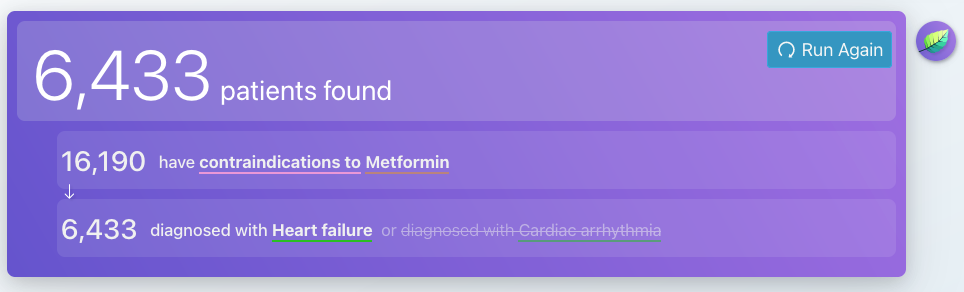 6,433 patients found
Run Again
16,190 have contraindications to Metformin
6,433 diagnosed with Heart failure or diagnosed with Cardiac arrhythmia